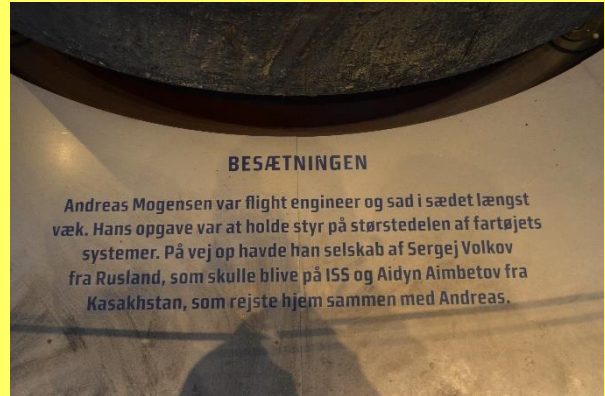 BESÆTNINGEN
Andreas Mogensen var flight engineer og sad i sædet længst
væk. Hans opgave var at holde styr på størstedelen af fartøjets
systemer. På vej op havde han selskab af Sergej Volkov
fra Rusland, som skulle blive på ISS og Aidyn Aimbetov fra
Kasakhstan, som rejste hjem sammen med Andreas.